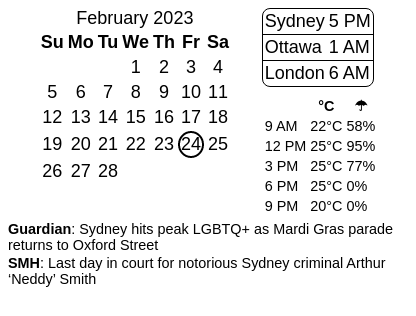 February 2023
Su Mo Tu We Th Fr Sa
1 2 3 4
5 6 7 8 9 10 11
12 13 14 15 16 17 18
19 20 21 22 23 24 25
26 27 28
Sydney 5 PM
Ottawa 1 AM
London 6 AM
°C ☂
9 AM 22°C 58%
12 PM 25°C 95%
3 PM 25°C 77%
6 PM 25°C 0%
9 PM 20°C 0%
Guardian: Sydney hits peak LGBTQ+ as Mardi Gras parade
returns to Oxford Street
SMH: Last day in court for notorious Sydney criminal Arthur
‘Neddy’ Smith